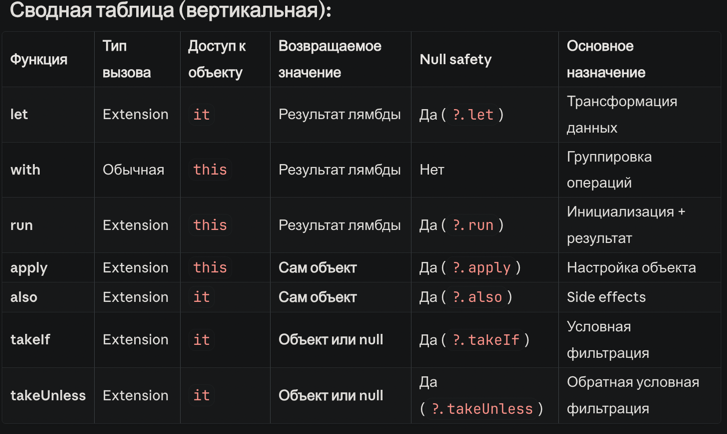 Сводная таблица (вертикальная):
Функция | Тип вызова | Доступ к объекту | Возвращаемое значение | Null safety | Основное назначение
let | Extension | it | Результат лямбды | Да ( ?.let ) | Трансформация данных
with | Обычная | this | Результат лямбды | Нет | Группировка операций
run | Extension | this | Результат лямбды | Да ( ?.run ) | Инициализация + результат
apply | Extension | this | Сам объект | Да ( ?.apply ) | Настройка объекта
also | Extension | it | Сам объект | Да ( ?.also ) | Side effects
takeIf | Extension | it | Объект или null | Да ( ?.takeIf ) | Условная фильтрация
takeUnless | Extension | it | Объект или null | Да ( ?.takeUnless ) | Обратная условная фильтрация